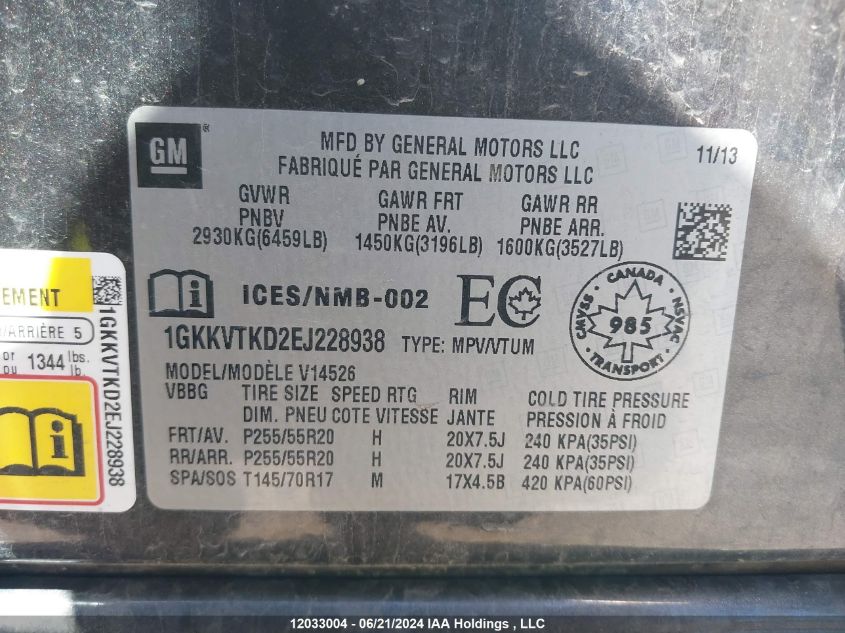 GM
®
MFD BY GENERAL MOTORS LLC
FABRIQUÉ PAR GENERAL MOTORS LLC
11/13
GVWR GAWR FRT GAWR RR
PNBV PNBE AV. PNBE ARR.
2930KG(6459LB) 1450KG(3196LB) 1600KG(3527LB)
ICES/NMB-002
EC
CANADA
CMVSS NSVAC
985
TRANSPORT
1GKKVTKD2EJ228938 TYPE: MPV/VTUM
MODEL/MODÈLE V14526
VBBG TIRE SIZE SPEED RTG RIM COLD TIRE PRESSURE
DIM. PNEU COTE VITESSE JANTE PRESSION À FROID
FRT/AV. P255/55R20 H 20X7.5J 240 KPA(35PSI)
RR/ARR. P255/55R20 H 20X7.5J 240 KPA(35PSI)
SPA/SOS T145/70R17 M 17X4.5B 420 KPA(60PSI)
EMENT
/ARRIÈRE 5
or 1344 lbs.
ou lb.
1GKKVTKD2EJ228938
12033004 - 06/21/2024 IAA Holdings , LLC